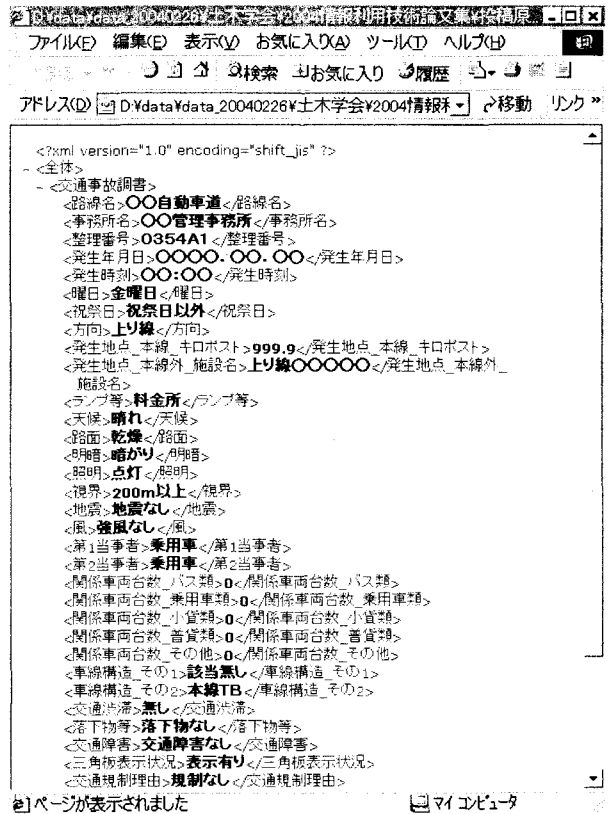 D:¥data¥data_20040226¥土木学会¥2004情報利用技術論文集
ファイル(F) 編集(E) 表示(V) お気に入り(A) ツール(T) ヘルプ(H)
検索 お気に入り 履歴
アドレス(D) D:¥data¥data_20040226¥土木学会¥2004情報利 移動 リンク »
<?xml version="1.0" encoding="shift_jis" ?>
- <全体>
- <交通事故調書>
<路線名>〇〇自動車道</路線名>
<事務所名>〇〇管理事務所</事務所名>
<整理番号>0354A1</整理番号>
<発生年月日>〇〇〇〇.〇〇.〇〇</発生年月日>
<発生時刻>〇〇:〇〇</発生時刻>
<曜日>金曜日</曜日>
<祝祭日>祝祭日以外</祝祭日>
<方向>上り線</方向>
<発生地点_本線_キロポスト>999.9</発生地点_本線_キロポスト>
<発生地点_本線外_施設名>上り線〇〇〇〇〇</発生地点_本線外_
施設名>
<ランプ等>料金所</ランプ等>
<天候>晴れ</天候>
<路面>乾燥</路面>
<明暗>暗がり</明暗>
<照明>点灯</照明>
<視界>200m以上</視界>
<地震>地震なし</地震>
<風>強風なし</風>
<第1当事者>乗用車</第1当事者>
<第2当事者>乗用車</第2当事者>
<関係車両台数_バス類>0</関係車両台数_バス類>
<関係車両台数_乗用車類>0</関係車両台数_乗用車類>
<関係車両台数_小貨類>0</関係車両台数_小貨類>
<関係車両台数_普貨類>0</関係車両台数_普貨類>
<関係車両台数_その他>0</関係車両台数_その他>
<車線構造_その1>該当無し</車線構造_その1>
<車線構造_その2>本線TB</車線構造_その2>
<交通渋滞>無し</交通渋滞>
<落下物等>落下物なし</落下物等>
<交通障害>交通障害なし</交通障害>
<三角板表示状況>表示有り</三角板表示状況>
<交通規制理由>規制なし</交通規制理由>
ページが表示されました マイ コンピュータ